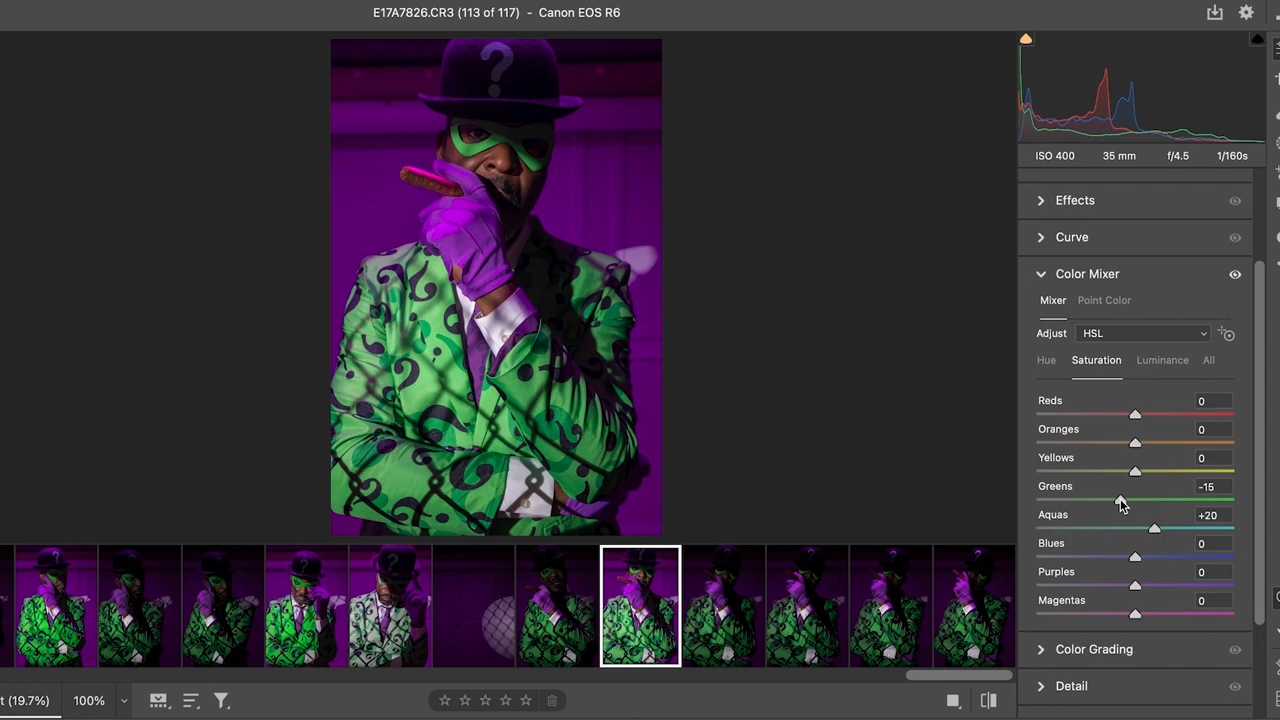 E17A7826.CR3 (113 of 117) - Canon EOS R6
?
ISO 400 35 mm f/4.5 1/160s
Effects
Curve
Color Mixer
Mixer Point Color
Adjust HSL
Hue Saturation Luminance All
Reds 0
Oranges 0
Yellows 0
Greens -15
Aquas +20
Blues 0
Purples 0
Magentas 0
Color Grading
Detail
t (19.7%) 100%